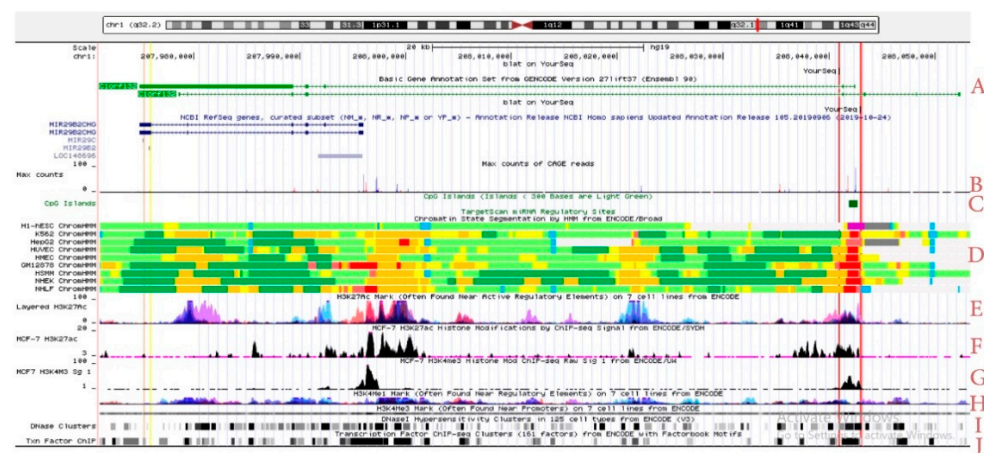 chr1 (q32.2) 31.3 1p31.1 1q12 q32.1 1q41 1q43 q44
Scale 20 kb hg19
chr1: 207,980,000 207,990,000 208,000,000 208,010,000 208,020,000 208,030,000 208,040,000 208,050,000
blat on YourSeq
YourSeq
Basic Gene Annotation Set from GENCODE Version 27lift37 (Ensembl 90)
A
blat on YourSeq
YourSeq
NCBI RefSeq genes, curated subset (NM_*, NR_*, NP_* or YP_*) - Annotation Release NCBI Homo sapiens Updated Annotation Release 105.20190906 (2019-10-24)
MIR29B2CHG
MIR29B2CHG
MIR29C
MIR29B2
LOC148696
100 _ Max counts of CAGE reads
Max counts B
0 _
CpG Islands (Islands < 300 Bases are Light Green)
CpG Islands C
TargetScan miRNA Regulatory Sites
Chromatin State Segmentation by HMM from ENCODE/Broad
H1-hESC ChromHMM
K562 ChromHMM
HepG2 ChromHMM
HUVEC ChromHMM
HMEC ChromHMM D
GM12878 ChromHMM
HSMM ChromHMM
NHEK ChromHMM
NHLF ChromHMM
100 _ H3K27Ac Mark (Often Found Near Active Regulatory Elements) on 7 cell lines from ENCODE
Layered H3K27Ac E
0 _
20 _ MCF-7 H3K27ac Histone Modifications by ChIP-seq Signal from ENCODE/SYDH
MCF-7 H3K27ac F
3 _
100 _ MCF-7 H3K4me3 Histone Mod ChIP-seq Raw Sig 1 from ENCODE/UW
MCF7 H3K4M3 Sg 1 G
1 _
H3K4Me1 Mark (Often Found Near Regulatory Elements) on 7 cell lines from ENCODE
H
H3K4Me3 Mark (Often Found Near Promoters) on 7 cell lines from ENCODE
DNaseI Hypersensitivity Clusters in 125 cell types from ENCODE (V3)
Activate Windows
DNase Clusters I
Transcription Factor ChIP-seq Clusters (161 factors) from ENCODE with Factorbook Motifs
Go to Settings to activate Windows.
Txn Factor ChIP J